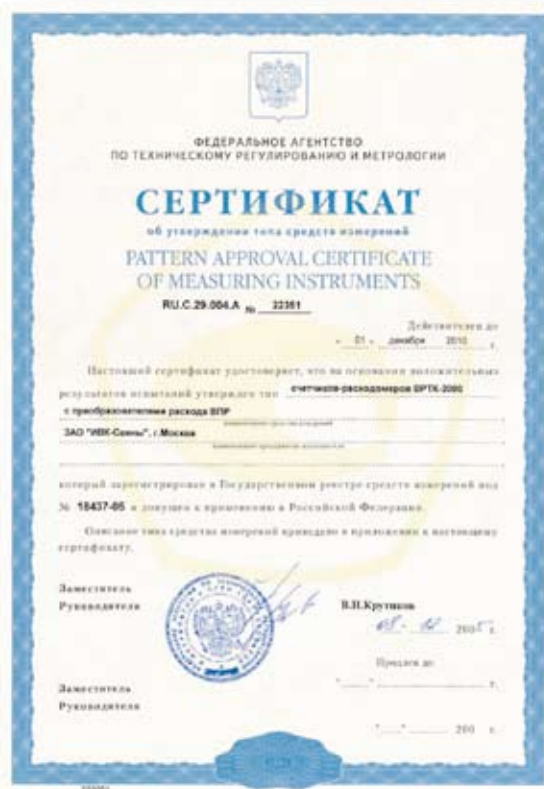 ФЕДЕРАЛЬНОЕ АГЕНТСТВО
ПО ТЕХНИЧЕСКОМУ РЕГУЛИРОВАНИЮ И МЕТРОЛОГИИ
СЕРТИФИКАТ
об утверждении типа средств измерений
PATTERN APPROVAL CERTIFICATE
OF MEASURING INSTRUMENTS
RU.C.29.004.A № 22351
Действителен до
" 01 " декабря 2010 г.
Настоящий сертификат удостоверяет, что на основании положительных
результатов испытаний утвержден тип счетчиков-расходомеров ВРТК-2000
с преобразователями расхода ВПР
ЗАО "ИВК-Саяны", г.Москва
который зарегистрирован в Государственном реестре средств измерений под
№ 18437-05 и допущен к применению в Российской Федерации.
Описание типа средства измерений приведено в приложении к настоящему
сертификату.
Заместитель
Руководителя
В.Н.Крутиков
08. 12 2005 г.
Продлен до
" " г.
Заместитель
Руководителя
" " 200 г.